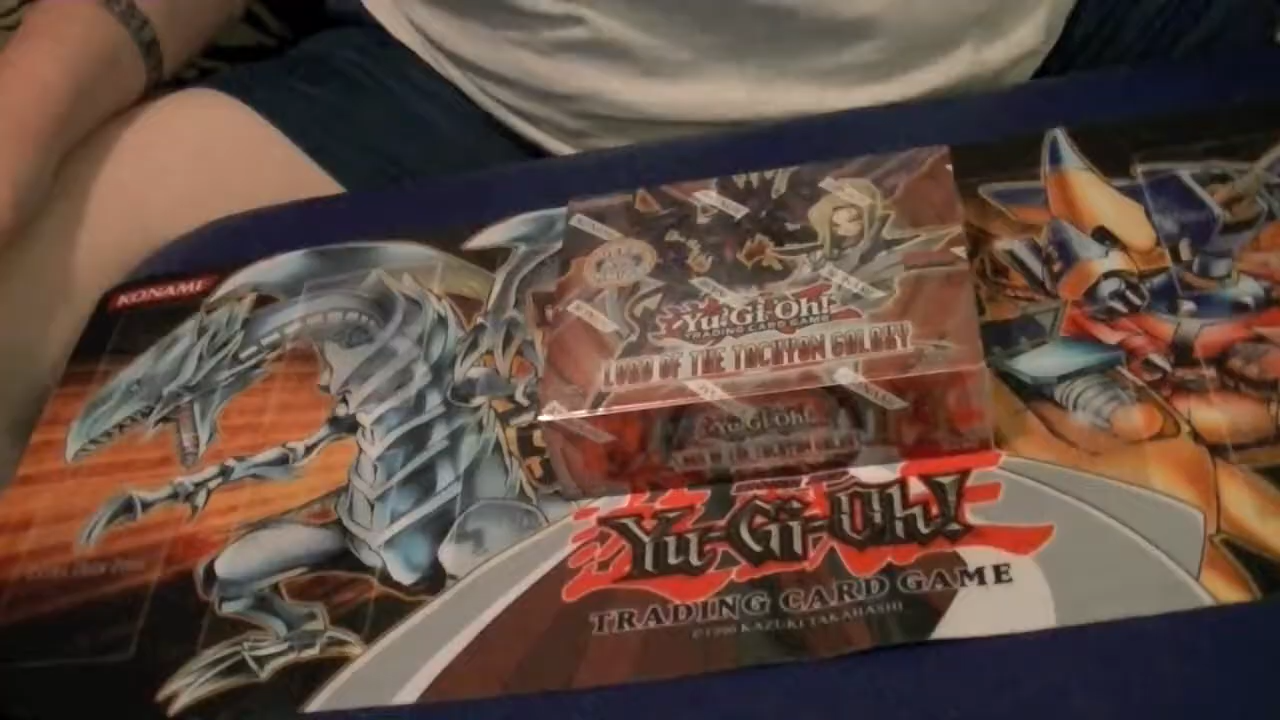 KONAMI
Yu-Gi-Oh!
TRADING CARD GAME
LORD OF THE TACHYON GALAXY
Yu-Gi-Oh!
Yu-Gi-Oh!
TRADING CARD GAME
©1996 KAZUKI TAKAHASHI